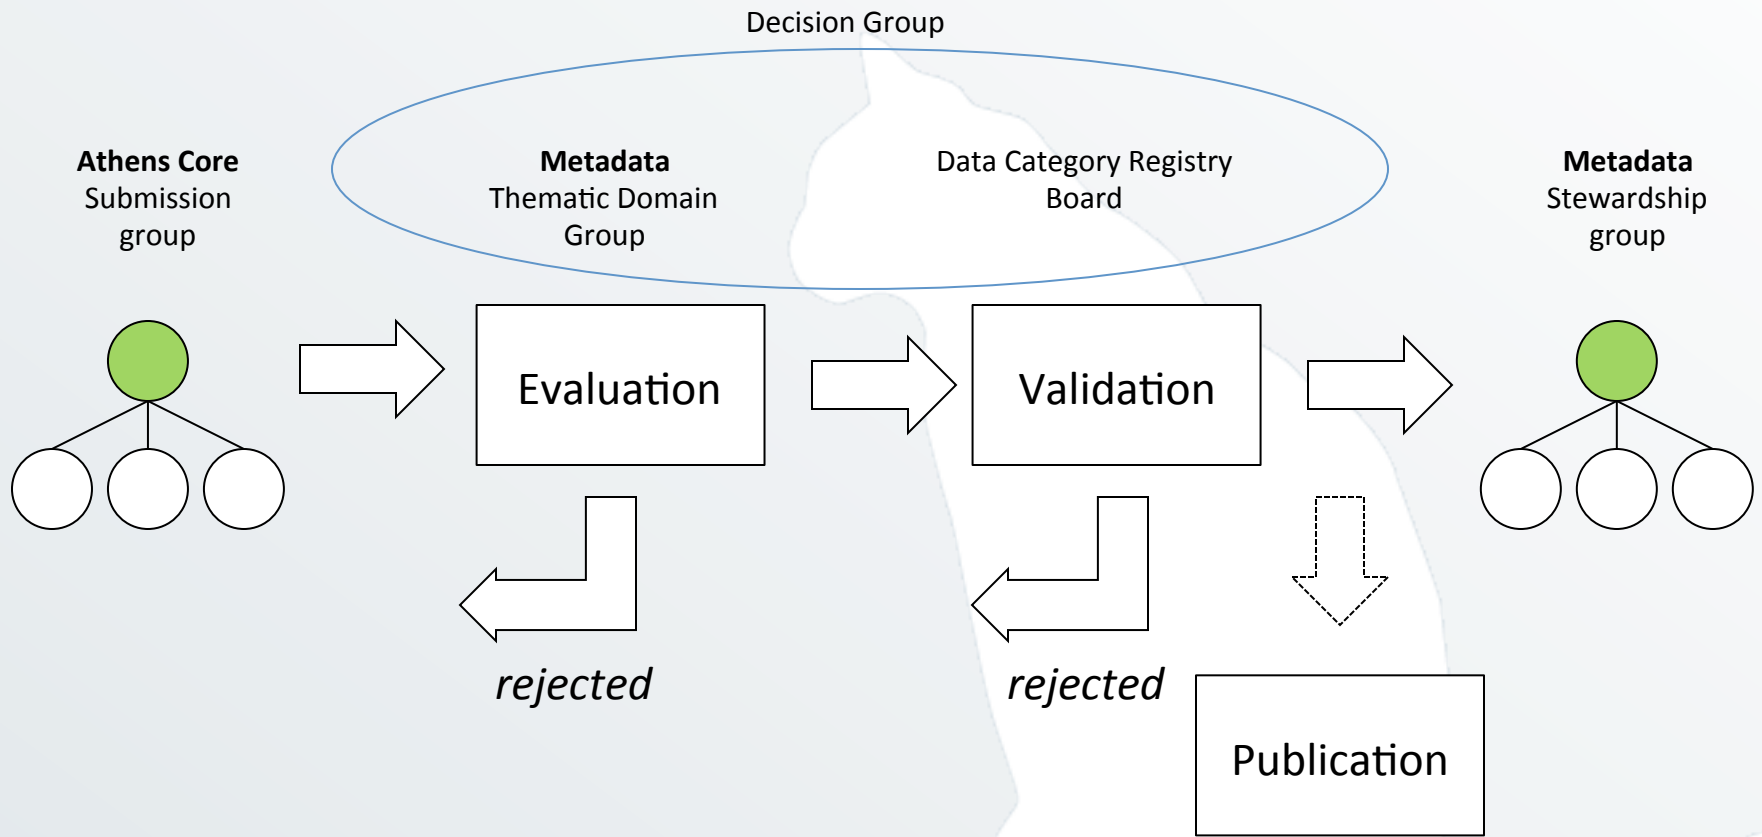 Decision Group
Athens Core
Submission
group
Metadata
Thematic Domain
Group
Data Category Registry
Board
Metadata
Stewardship
group
Evaluation
Validation
rejected
rejected
Publication